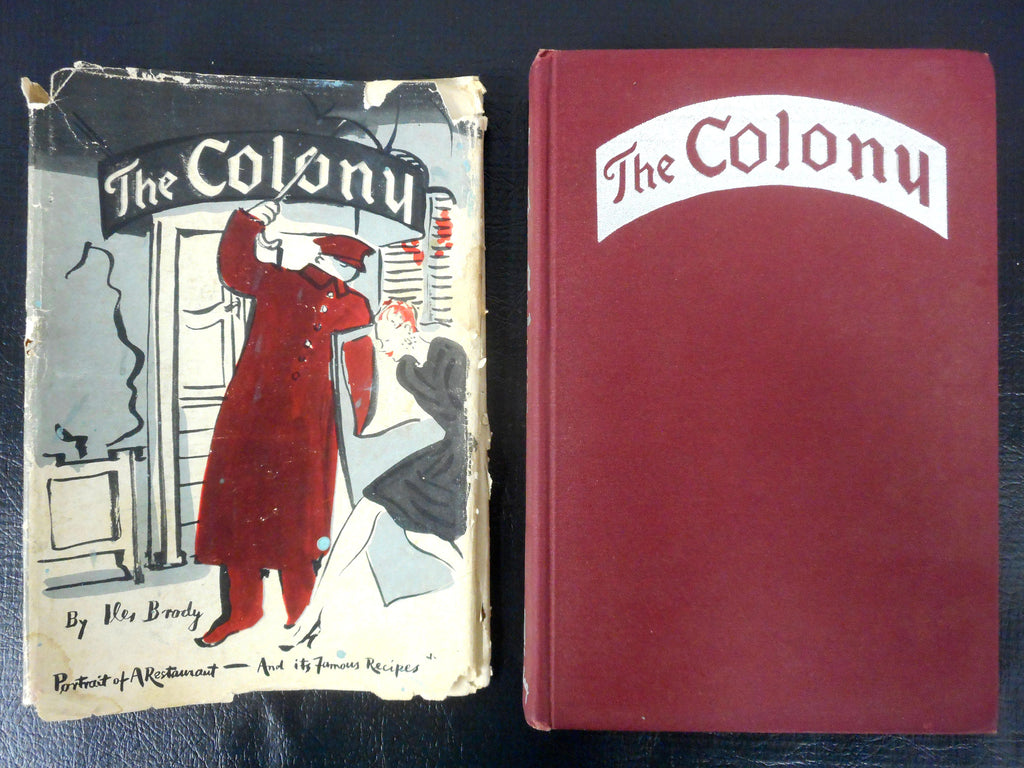 The Colony
By Iles Brody
Portrait of A Restaurant — And its Famous Recipes
The Colony